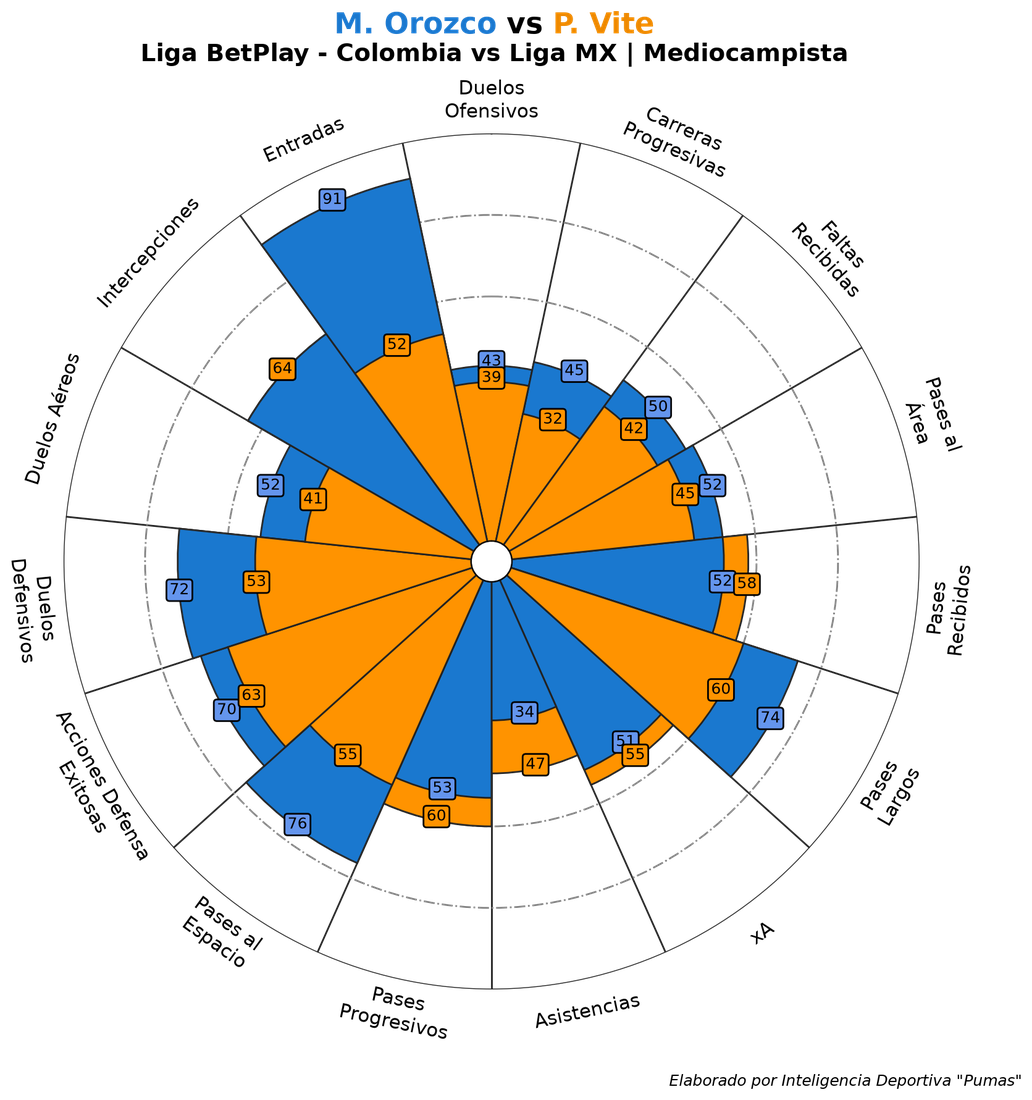 M. Orozco vs P. Vite
Liga BetPlay - Colombia vs Liga MX | Mediocampista
Duelos
Ofensivos
43
39
Carreras
Progresivas
45
32
Faltas
Recibidas
50
42
Pases al
Área
52
45
Pases
Recibidos
52
58
Pases
Largos
74
60
xA
51
55
Asistencias
34
47
Pases
Progresivos
53
60
Pases al
Espacio
76
55
Acciones Defensa
Exitosas
70
63
Duelos
Defensivos
72
53
Duelos Aéreos
52
41
Intercepciones
64
Entradas
91
52
Elaborado por Inteligencia Deportiva "Pumas"